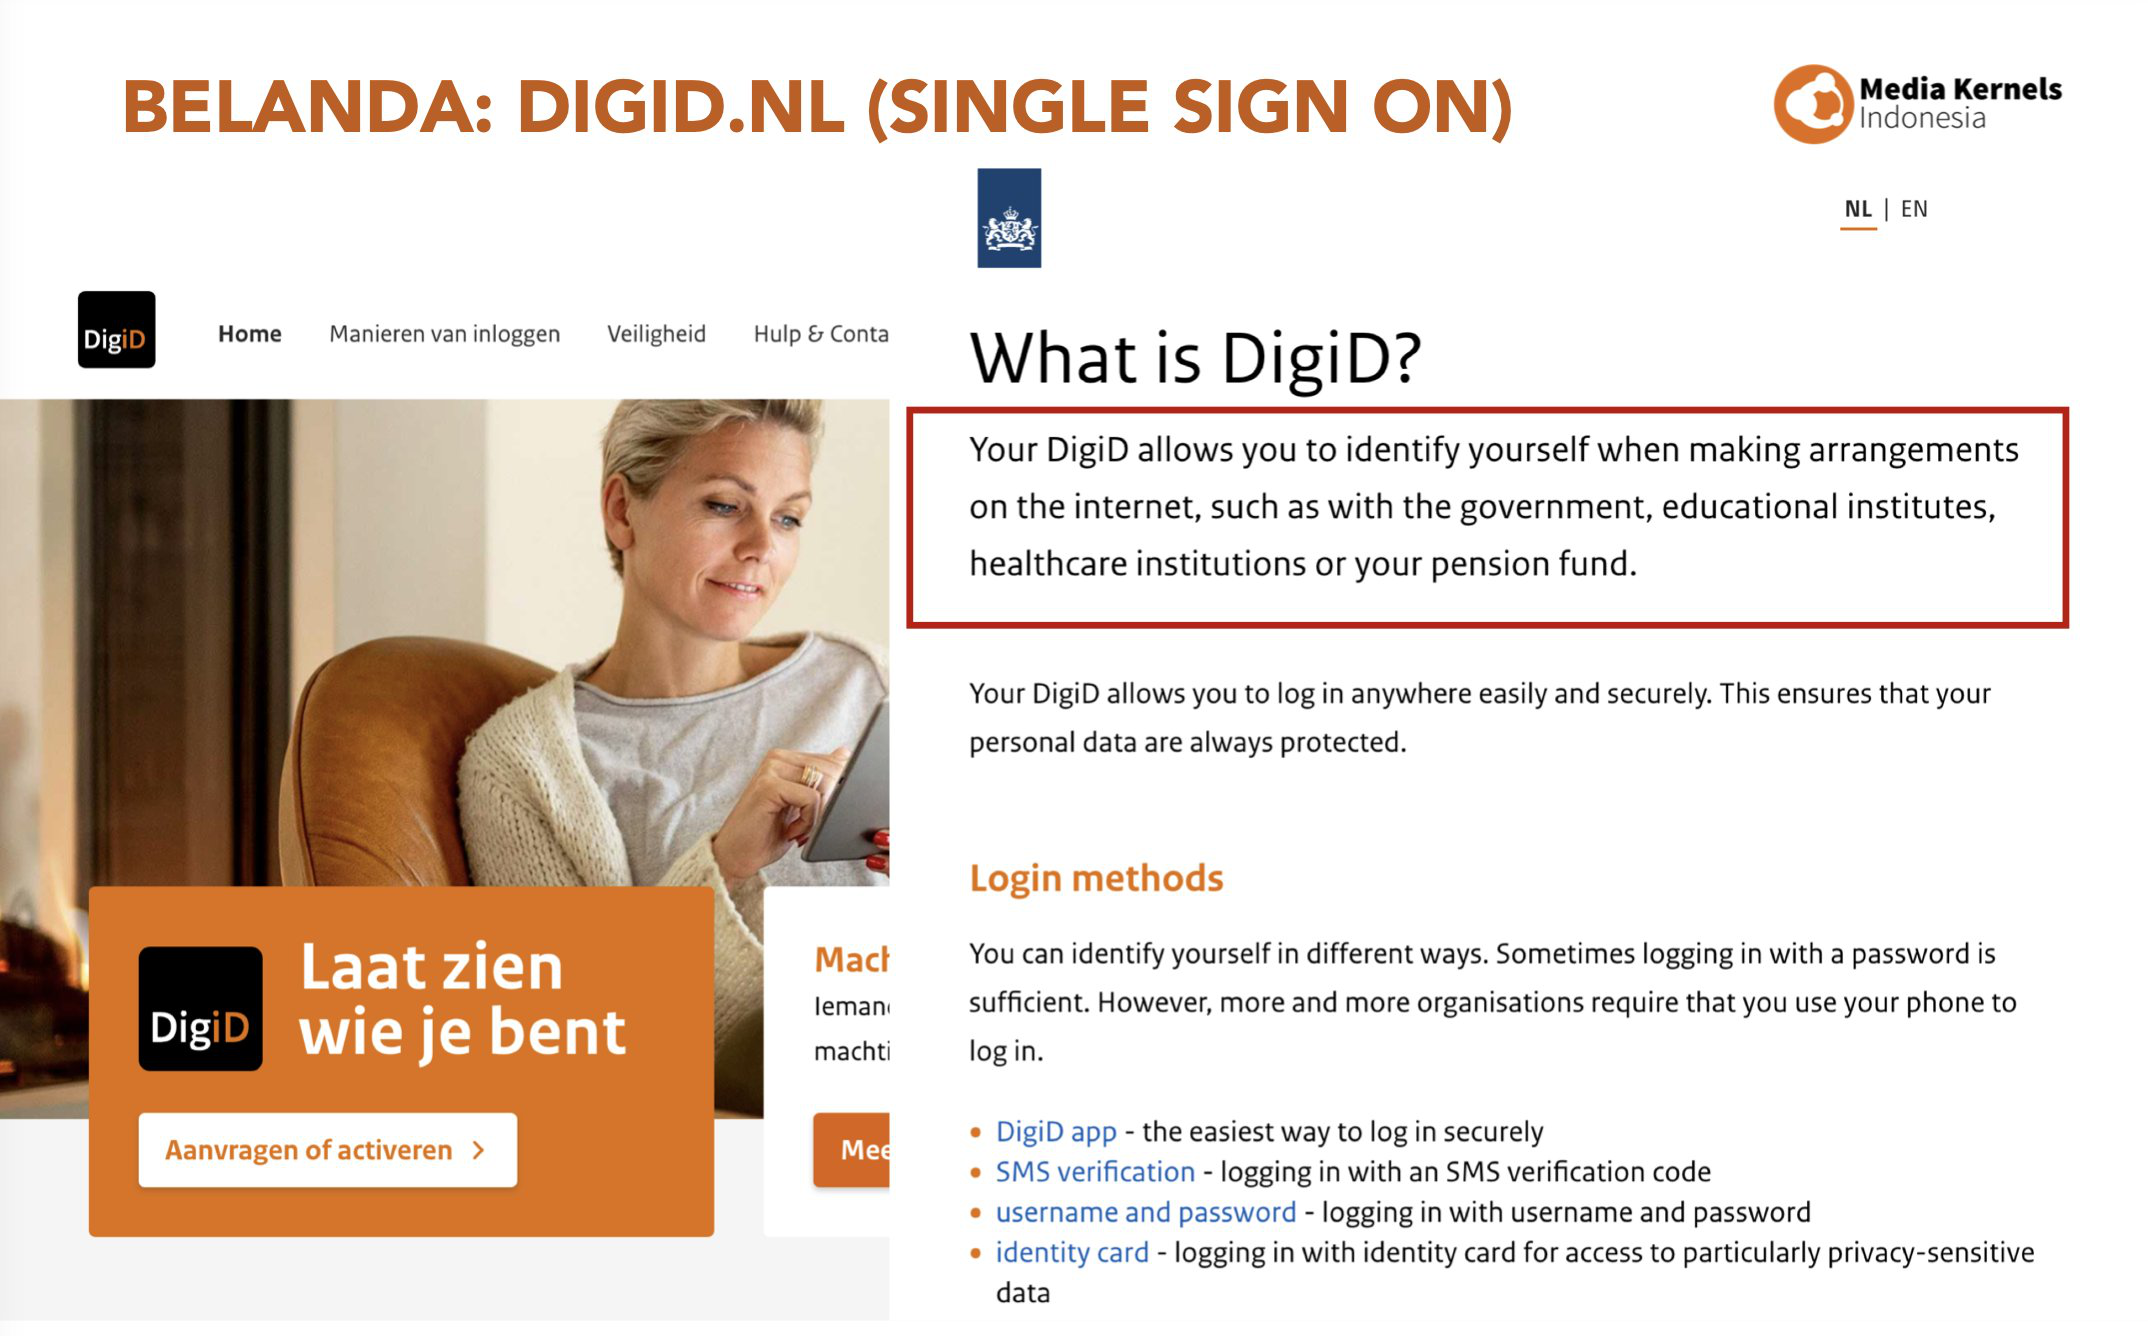 BELANDA: DIGID.NL (SINGLE SIGN ON)
Media Kernels
Indonesia
NL | EN
DigiD
Home Manieren van inloggen Veiligheid Hulp & Conta
What is DigiD?
Your DigiD allows you to identify yourself when making arrangements
on the internet, such as with the government, educational institutes,
healthcare institutions or your pension fund.
Your DigiD allows you to log in anywhere easily and securely. This ensures that your
personal data are always protected.
Login methods
You can identify yourself in different ways. Sometimes logging in with a password is
sufficient. However, more and more organisations require that you use your phone to
log in.
• DigiD app - the easiest way to log in securely
• SMS verification - logging in with an SMS verification code
• username and password - logging in with username and password
• identity card - logging in with identity card for access to particularly privacy-sensitive
data
DigiD
Laat zien
wie je bent
Aanvragen of activeren >
Mach
Ieman
machti
Mee